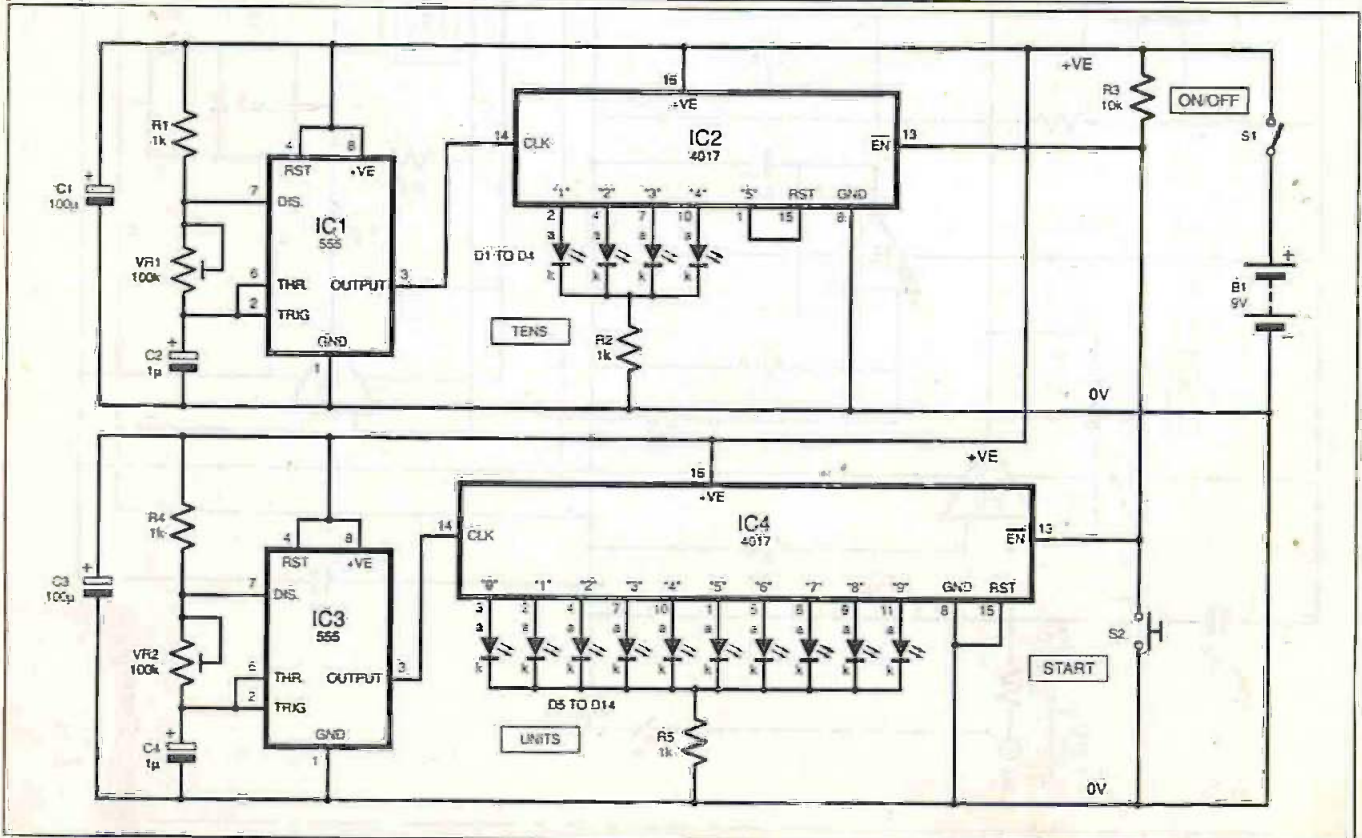 +VE
R3
10k
ON/OFF
S1
+
B1
9V
−
R1
1k
C1
100µ
+
VR1
100k
C2
1µ
+
4
8
RST
+VE
7
DIS.
IC1
555
6
THR.
2
TRIG
OUTPUT
3
GND
1
15
+VE
14
CLK
IC2
4017
EN
13
"1" "2" "3" "4" "5" RST GND
2 4 7 10 1 15 8
a a a a
k k k k
D1 TO D4
TENS
R2
1k
0V
+VE
R4
1k
C3
100µ
+
VR2
100k
C4
1µ
+
4
8
RST
+VE
7
DIS.
IC3
555
6
THR.
2
TRIG
OUTPUT
3
GND
1
16
+VE
14
CLK
IC4
4017
EN
13
"0" "1" "2" "3" "4" "5" "6" "7" "8" "9" GND RST
3 4 7 10 1 5 6 9 11 8 15
a a a a a a a a a a
k k k k k k k k k k
D5 TO D14
UNITS
R5
1k
S2
START
0V